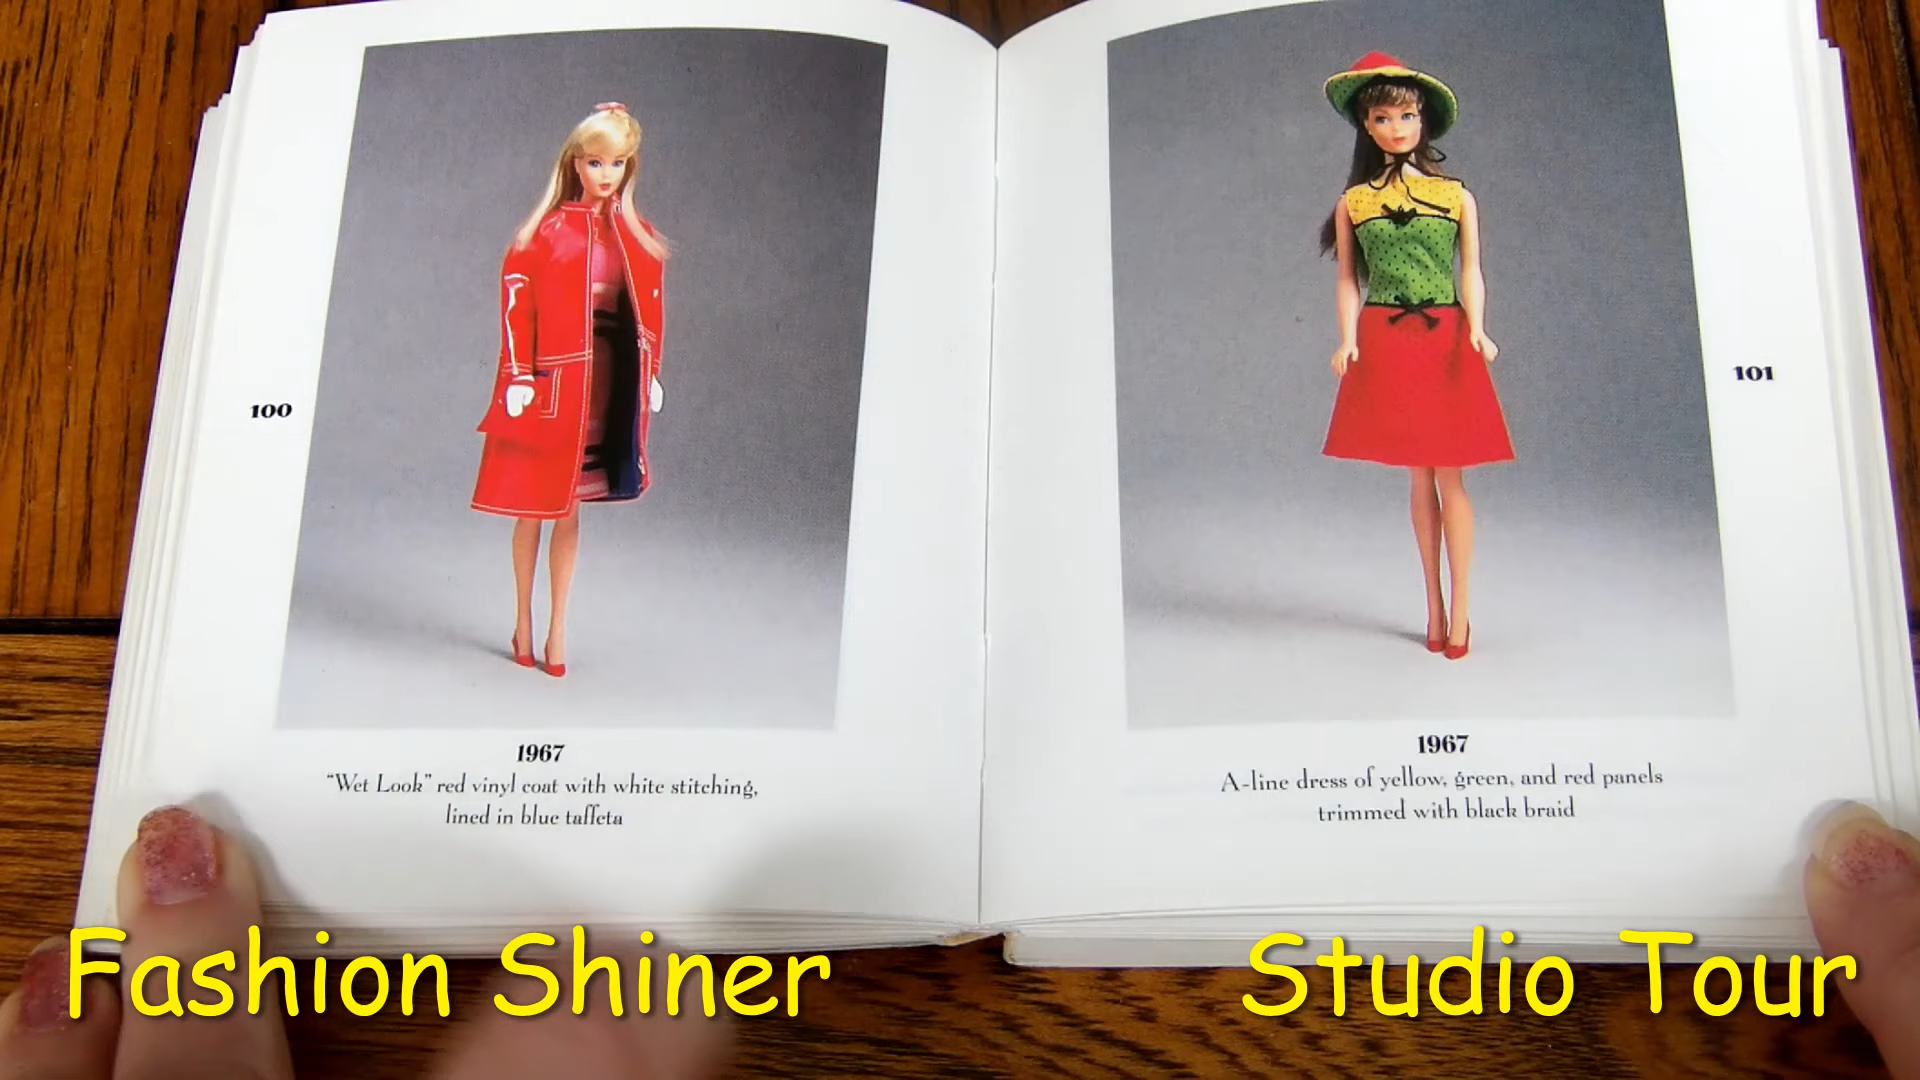 100
1967
"Wet Look" red vinyl coat with white stitching,
lined in blue taffeta
101
1967
A-line dress of yellow, green, and red panels
trimmed with black braid
Fashion Shiner
Studio Tour